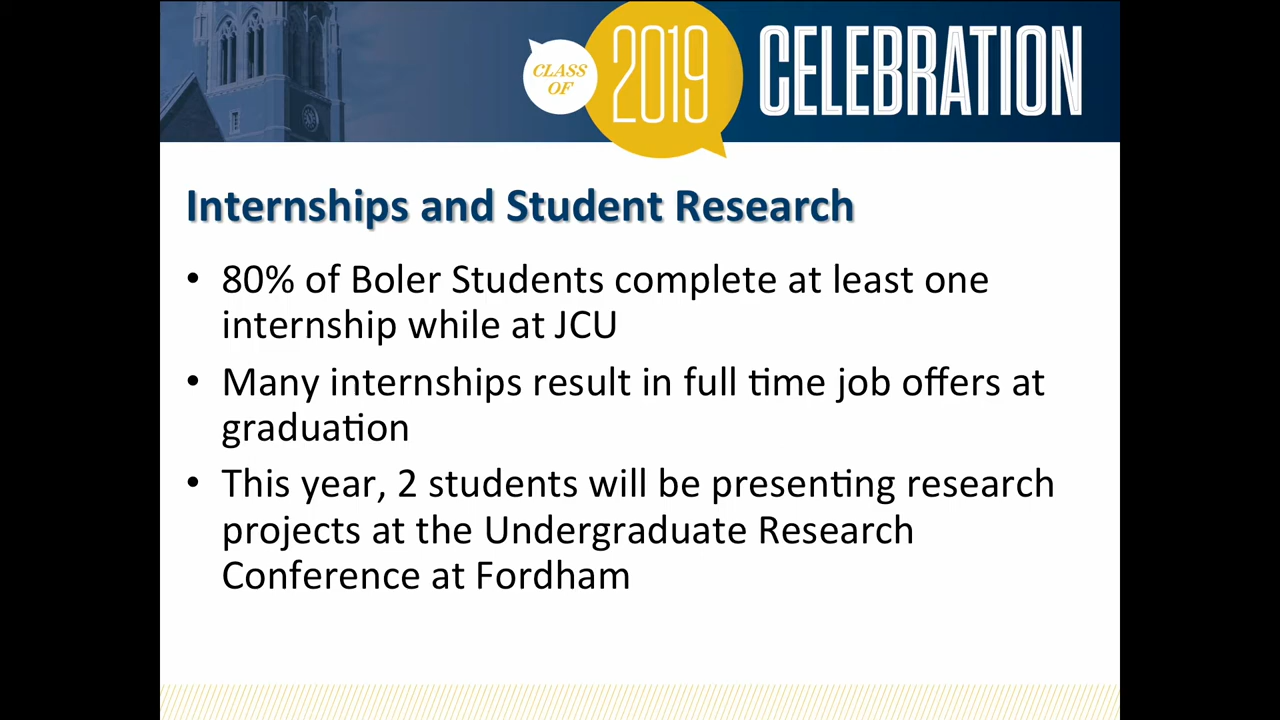 CLASS
OF
2019
CELEBRATION
Internships and Student Research
• 80% of Boler Students complete at least one
internship while at JCU
• Many internships result in full time job offers at
graduation
• This year, 2 students will be presenting research
projects at the Undergraduate Research
Conference at Fordham